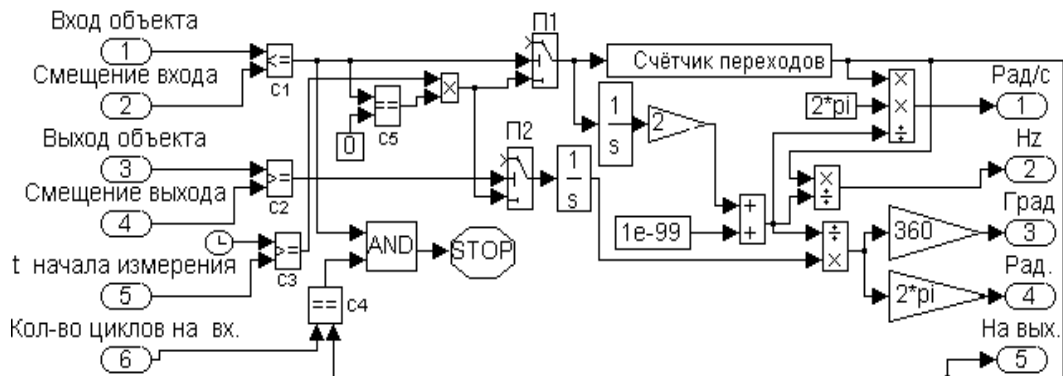 Вход объекта
1
Смещение входа
2
Выход объекта
3
Смещение выхода
4
t начала измерения
5
Кол-во циклов на вх.
6
<=
c1
>=
c2
>=
c3
==
c4
==
c5
0
×
AND
STOP
П1
П2
Счётчик переходов
1
s
2
1
s
1e-99
+
+
2*pi
×
×
÷
×
÷
÷
×
360
2*pi
Рад/с
1
Hz
2
Град
3
Рад.
4
На вых.
5